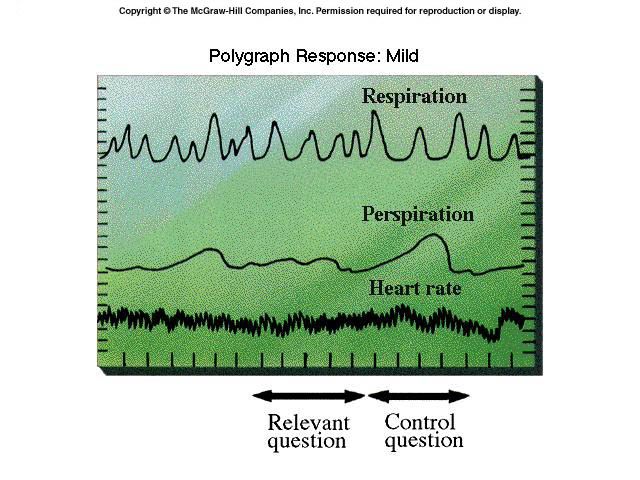 Copyright © The McGraw-Hill Companies, Inc. Permission required for reproduction or display.
Polygraph Response: Mild
Respiration
Perspiration
Heart rate
Relevant
question
Control
question